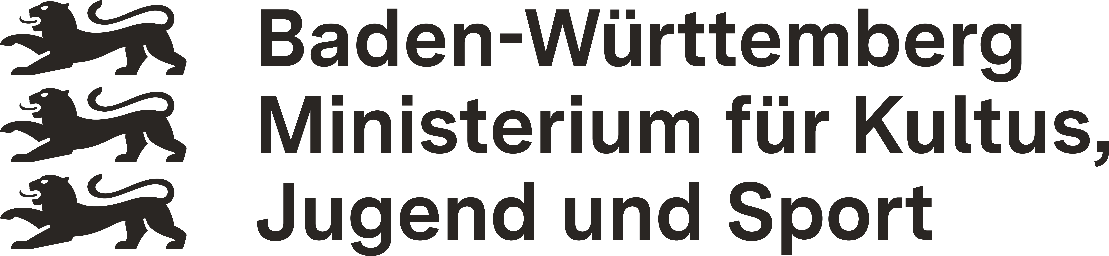 Baden-Württemberg
Ministerium für Kultus,
Jugend und Sport